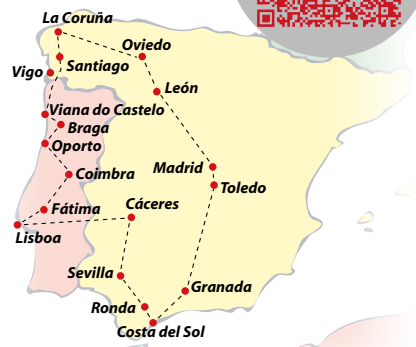 La Coruña
Oviedo
Santiago
Vigo
León
Viana do Castelo
Braga
Oporto
Madrid
Coimbra
Toledo
Cáceres
Fátima
Lisboa
Sevilla
Granada
Ronda
Costa del Sol